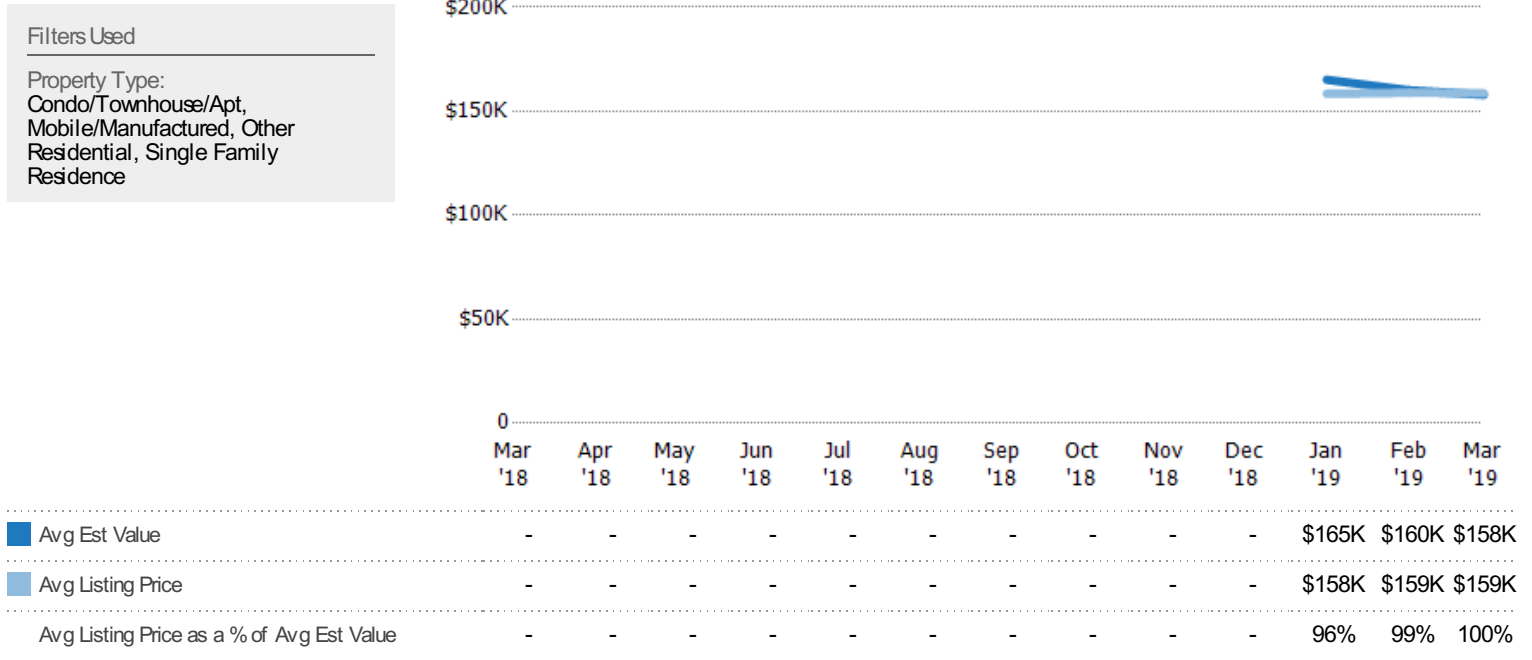 Filters Used
Property Type:
Condo/Townhouse/Apt,
Mobile/Manufactured, Other
Residential, Single Family
Residence
$200K
$150K
$100K
$50K
0
Mar Apr May Jun Jul Aug Sep Oct Nov Dec Jan Feb Mar
'18 '18 '18 '18 '18 '18 '18 '18 '18 '18 '19 '19 '19
Avg Est Value - - - - - - - - - - $165K $160K $158K
Avg Listing Price - - - - - - - - - - $158K $159K $159K
Avg Listing Price as a % of Avg Est Value - - - - - - - - - - 96% 99% 100%